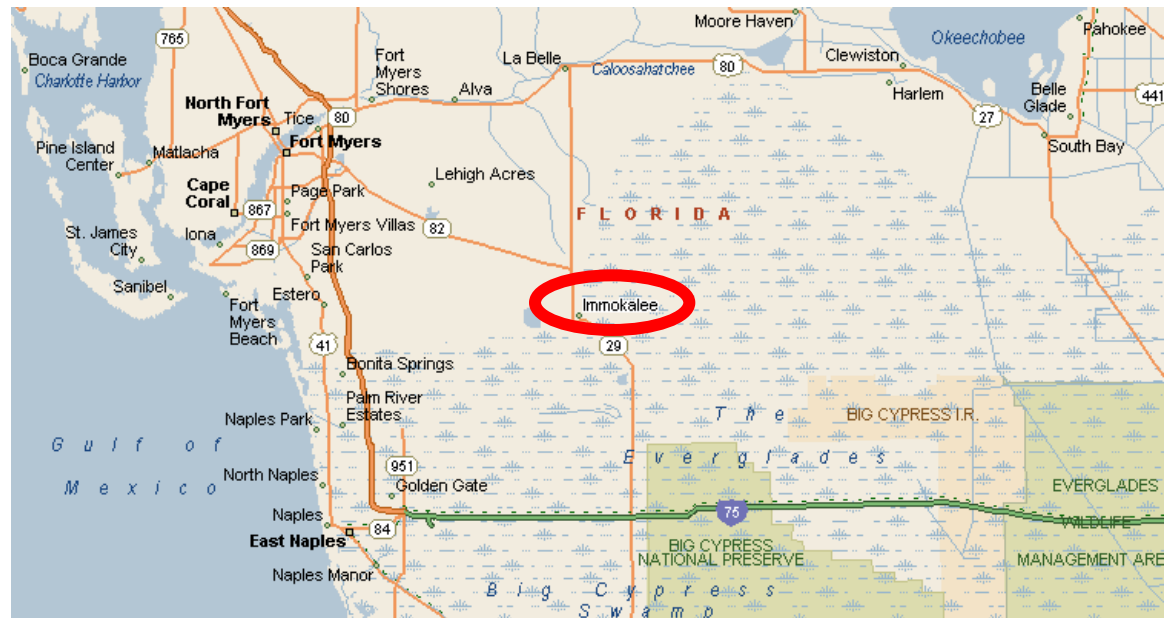 Moore Haven
765
Okeechobee
Pahokee
Boca Grande
Charlotte Harbor
Fort
Myers
Shores
La Belle
Caloosahatchee
80
Clewiston
Alva
Harlem
Belle
Glade
441
North Fort
Myers
Tice
80
27
Fort Myers
South Bay
Pine Island
Center
Matlacha
Lehigh Acres
Cape
Coral
Page Park
867
FLORIDA
Fort Myers Villas
82
St. James
City
Iona
869
San Carlos
Park
Sanibel
Estero
Fort
Myers
Beach
Immokalee
41
29
Bonita Springs
Palm River
Estates
Naples Park
The
Everglades
BIG CYPRESS I.R.
Gulf of
Mexico
951
North Naples
Golden Gate
EVERGLADES
WILDLIFE
MANAGEMENT ARE
Naples
84
75
East Naples
BIG CYPRESS
NATIONAL PRESERVE
Naples Manor
Big Cypress
Swamp